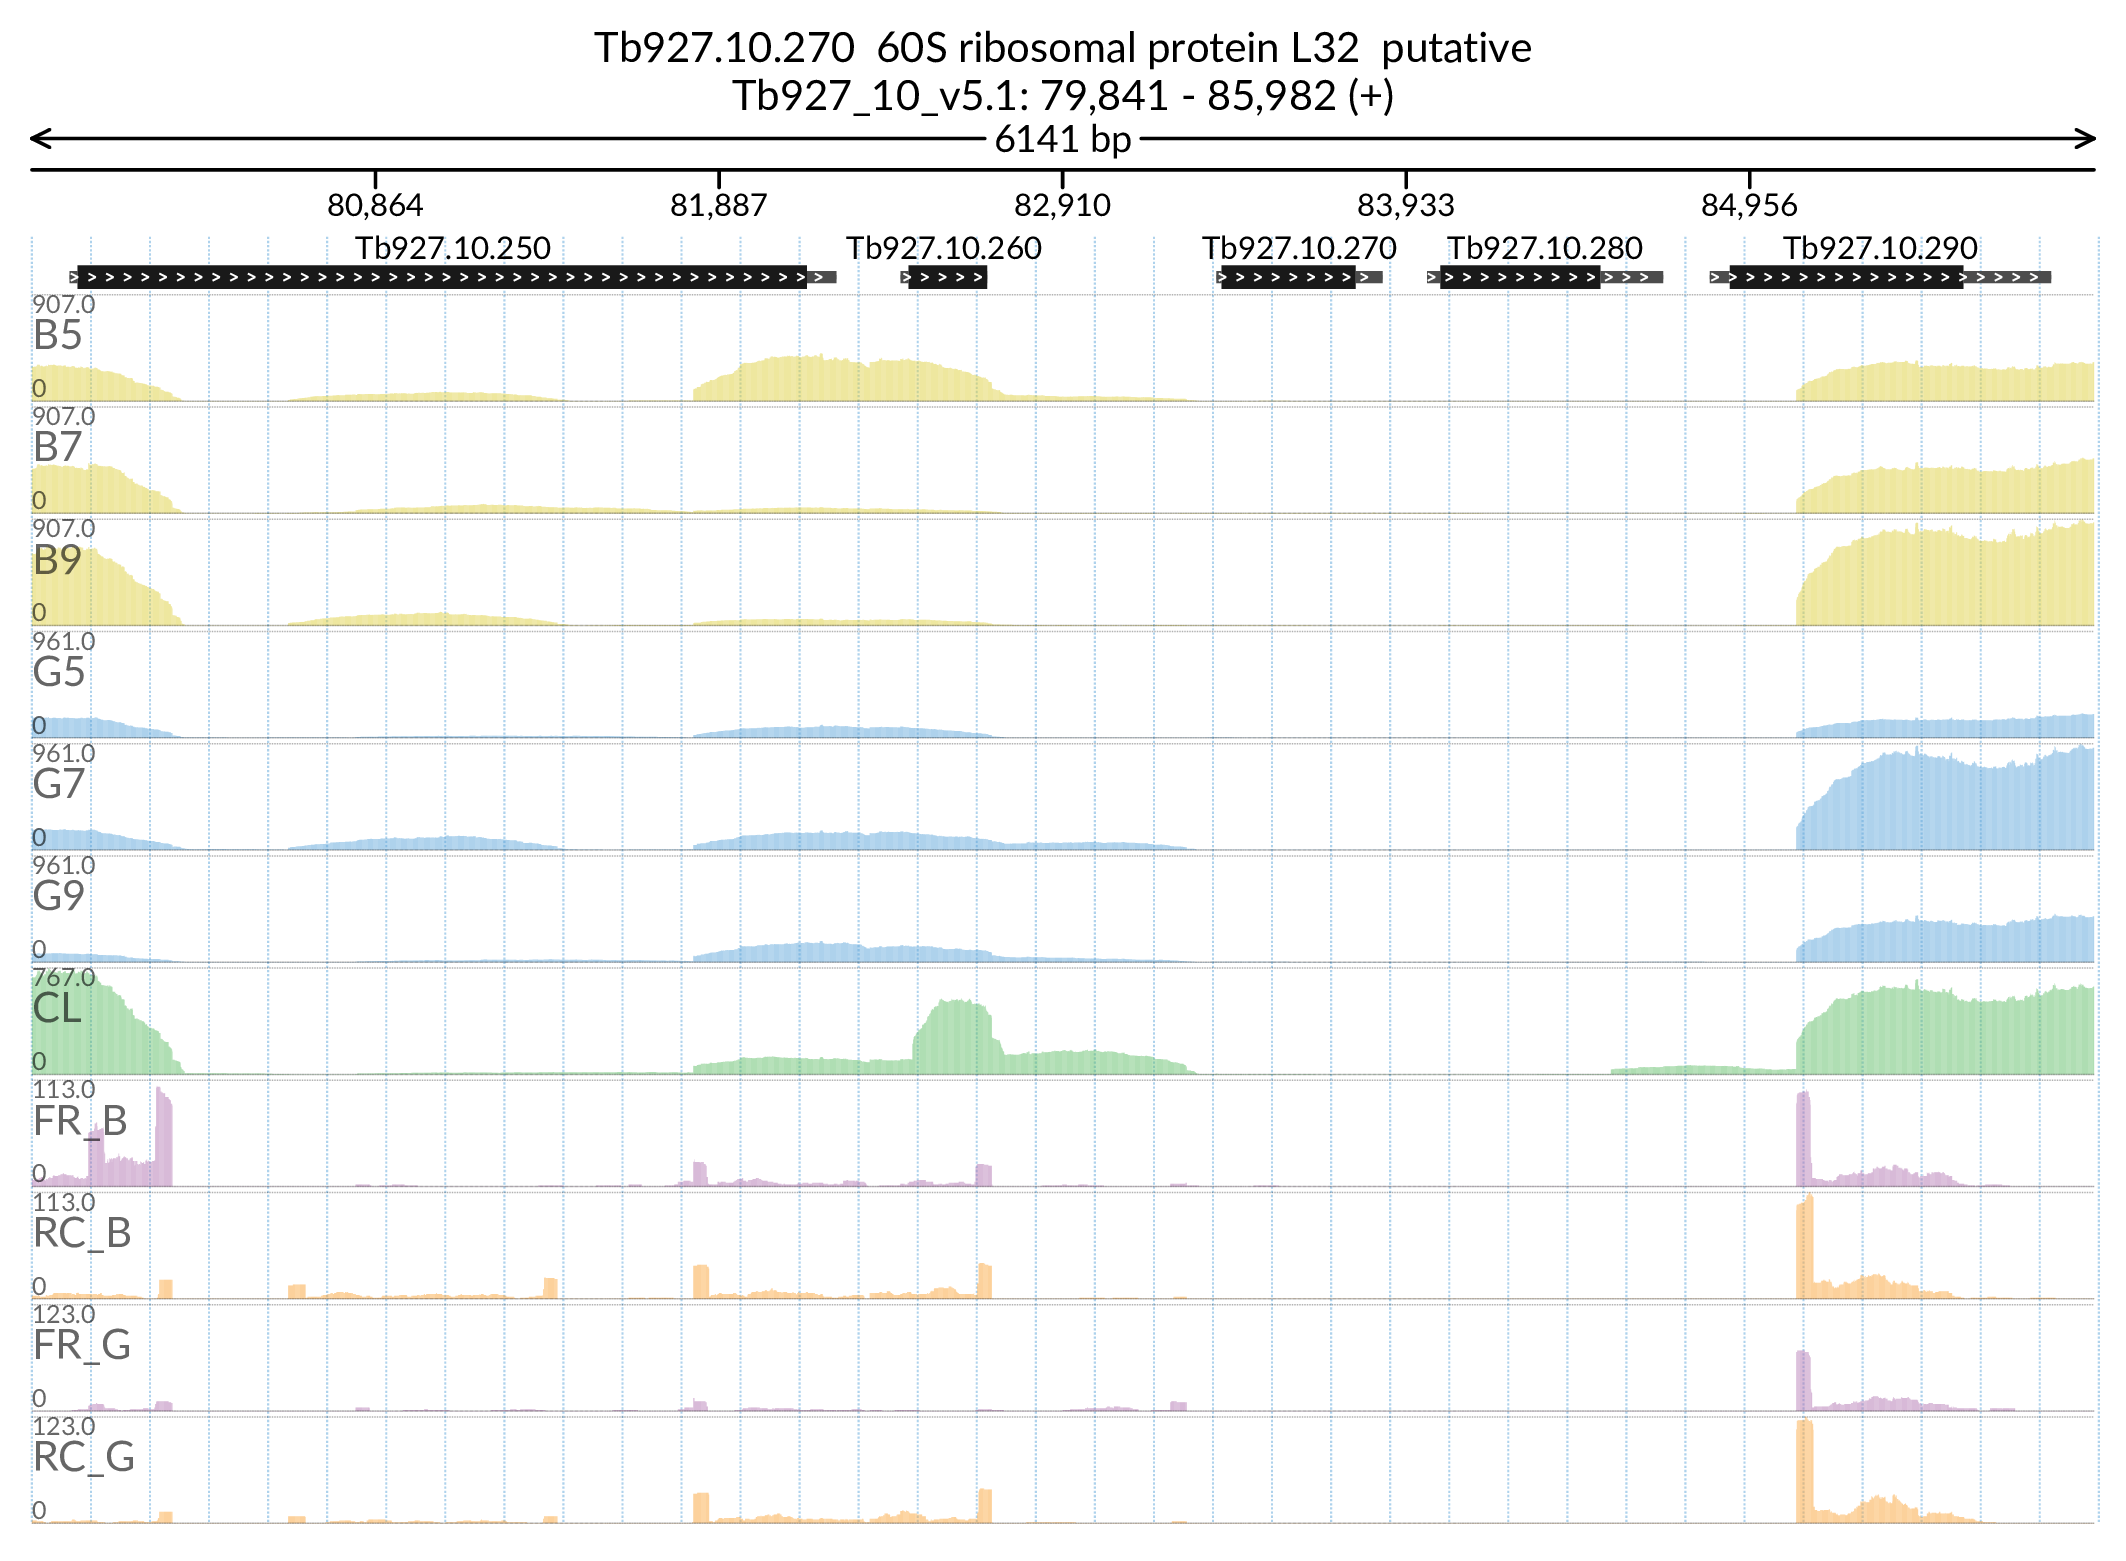 Tb927.10.270  60S ribosomal protein L32  putative
Tb927_10_v5.1: 79,841 - 85,982 (+)
6141 bp
80,864 81,887 82,910 83,933 84,956
Tb927.10.250 Tb927.10.260 Tb927.10.270 Tb927.10.280 Tb927.10.290
907.0
B5
0
907.0
B7
0
907.0
B9
0
961.0
G5
0
961.0
G7
0
961.0
G9
0
767.0
CL
0
113.0
FR_B
0
113.0
RC_B
0
123.0
FR_G
0
123.0
RC_G
0